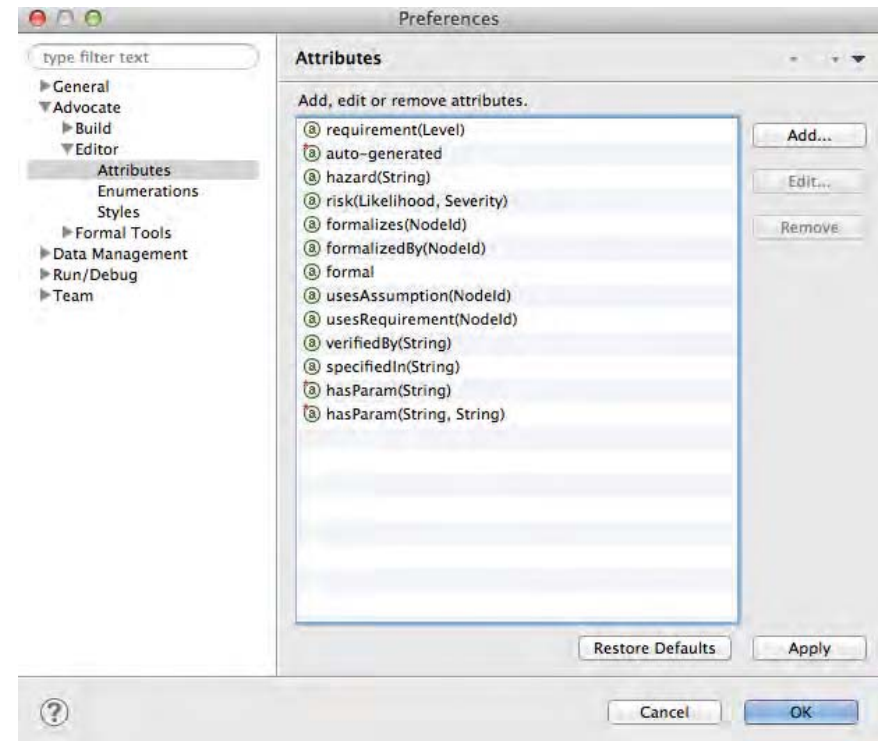 Preferences
type filter text
General
Advocate
Build
Editor
Attributes
Enumerations
Styles
Formal Tools
Data Management
Run/Debug
Team
Attributes
Add, edit or remove attributes.
a requirement(Level)
a auto-generated
a hazard(String)
a risk(Likelihood, Severity)
a formalizes(NodeId)
a formalizedBy(NodeId)
a formal
a usesAssumption(NodeId)
a usesRequirement(NodeId)
a verifiedBy(String)
a specifiedIn(String)
a hasParam(String)
a hasParam(String, String)
Add...
Edit...
Remove
Restore Defaults
Apply
?
Cancel
OK